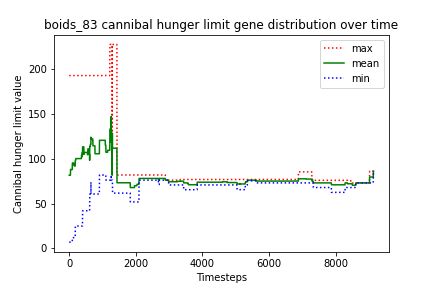 boids_83 cannibal hunger limit gene distribution over time
max
mean
min
Cannibal hunger limit value
200
150
100
50
0
0 2000 4000 6000 8000
Timesteps